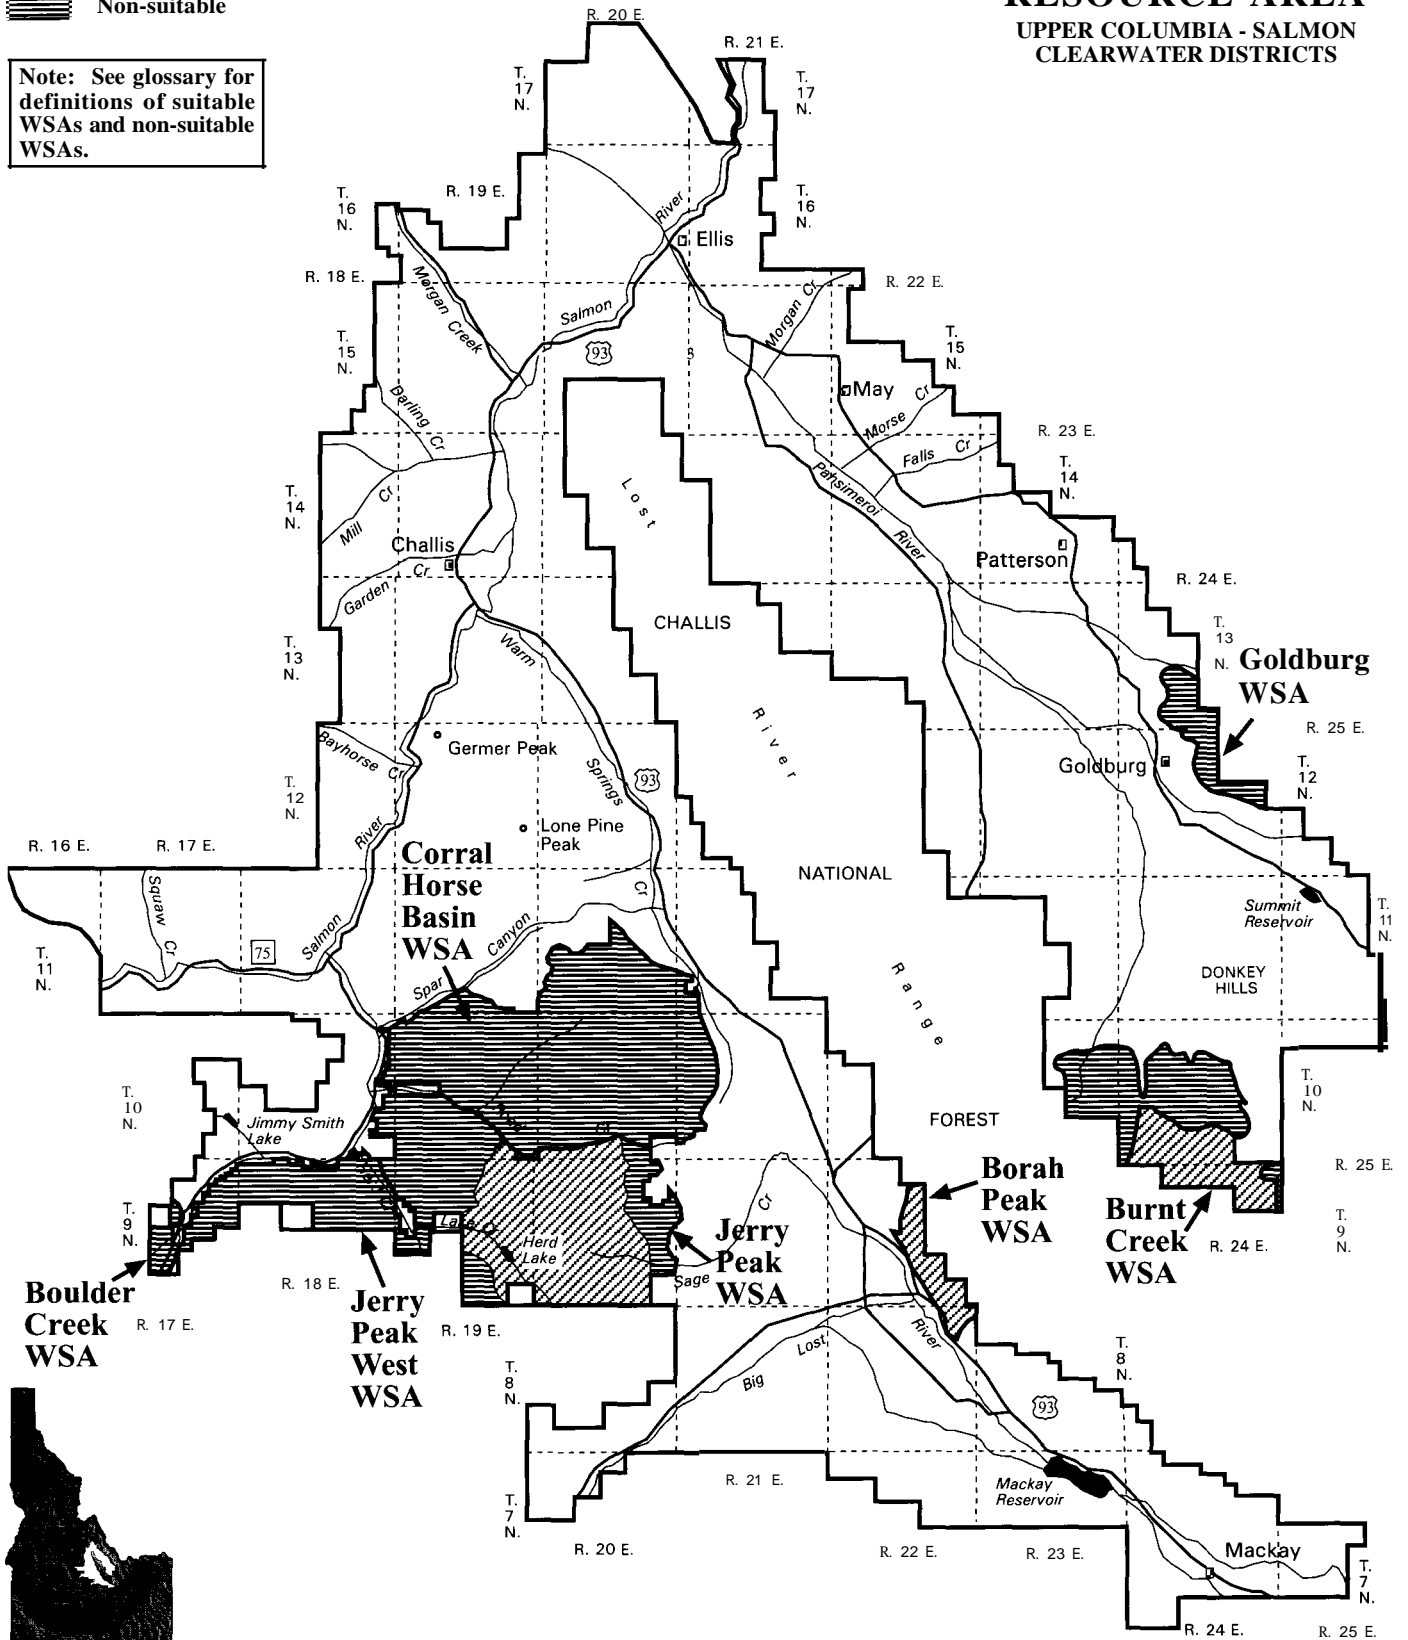 Non-suitable
RESOURCE AREA
UPPER COLUMBIA - SALMON
CLEARWATER DISTRICTS
Note: See glossary for
definitions of suitable
WSAs and non-suitable
WSAs.
R. 20 E.
R. 21 E.
T.
17
N.
T.
17
N.
R. 19 E.
T.
16
N.
T.
16
N.
River
Ellis
R. 18 E.
R. 22 E.
Morgan Creek
Salmon
Morgan Cr
93
T.
15
N.
T.
15
N.
May
Darling Cr
Morse Cr
R. 23 E.
Falls Cr
T.
14
N.
T.
14
N.
Mill Cr
Lost
Pahsimeroi
River
Challis
Patterson
Garden Cr
R. 24 E.
CHALLIS
T.
13
N.
T.
13
N.
Warm
Goldburg
WSA
River
Bayhorse Cr
Germer Peak
R. 25 E.
Springs
93
Goldburg
T.
12
N.
T.
12
N.
River
Lone Pine
Peak
R. 16 E.
R. 17 E.
Corral
Horse
Basin
WSA
NATIONAL
Cr
Squaw Cr
Summit
Reservoir
T.
11
N.
Salmon
Canyon
75
T.
11
N.
Spar
Range
DONKEY
HILLS
T.
10
N.
T.
10
N.
Jimmy Smith
Lake
Road
Cr
FOREST
R. 25 E.
Borah
Peak
WSA
Burnt
Creek
WSA
T.
9
N.
T.
9
N.
Lake Cr
Herd
Lake
Jerry
Peak
WSA
Cr
Sage
R. 24 E.
Boulder
Creek
WSA
R. 18 E.
R. 17 E.
Jerry
Peak
West
WSA
R. 19 E.
River
Lost
Big
T.
8
N.
T.
8
N.
93
R. 21 E.
Mackay
Reservoir
T.
7
N.
R. 20 E.
R. 22 E.
R. 23 E.
Mackay
T.
7
N.
R. 24 E.
R. 25 E.